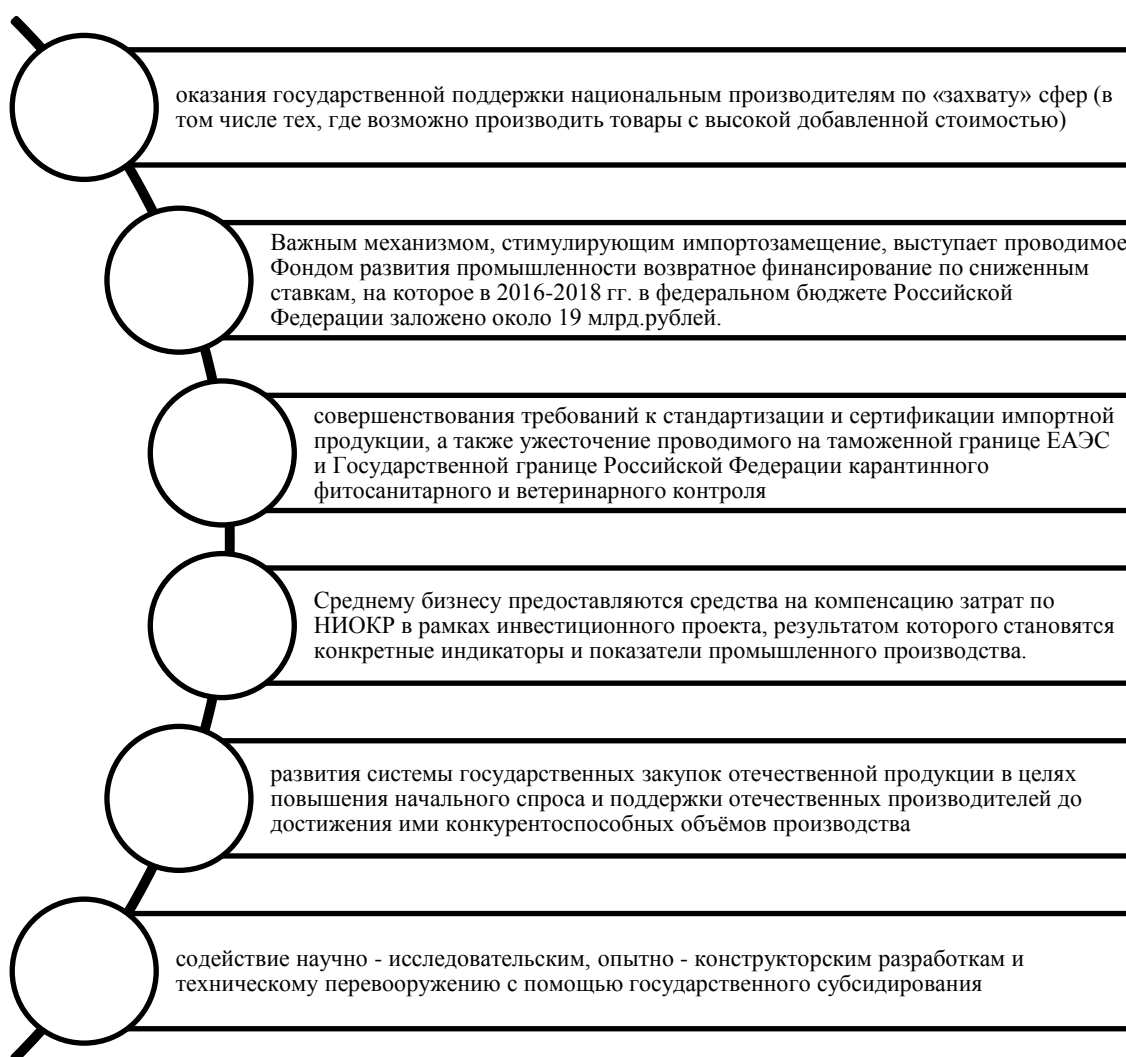 оказания государственной поддержки национальным производителям по «захвату» сфер (в
том числе тех, где возможно производить товары с высокой добавленной стоимостью)
Важным механизмом, стимулирующим импортозамещение, выступает проводимое
Фондом развития промышленности возвратное финансирование по сниженным
ставкам, на которое в 2016-2018 гг. в федеральном бюджете Российской
Федерации заложено около 19 млрд.рублей.
совершенствования требований к стандартизации и сертификации импортной
продукции, а также ужесточение проводимого на таможенной границе ЕАЭС
и Государственной границе Российской Федерации карантинного
фитосанитарного и ветеринарного контроля
Среднему бизнесу предоставляются средства на компенсацию затрат по
НИОКР в рамках инвестиционного проекта, результатом которого становятся
конкретные индикаторы и показатели промышленного производства.
развития системы государственных закупок отечественной продукции в целях
повышения начального спроса и поддержки отечественных производителей до
достижения ими конкурентоспособных объёмов производства
содействие научно - исследовательским, опытно - конструкторским разработкам и
техническому перевооружению с помощью государственного субсидирования